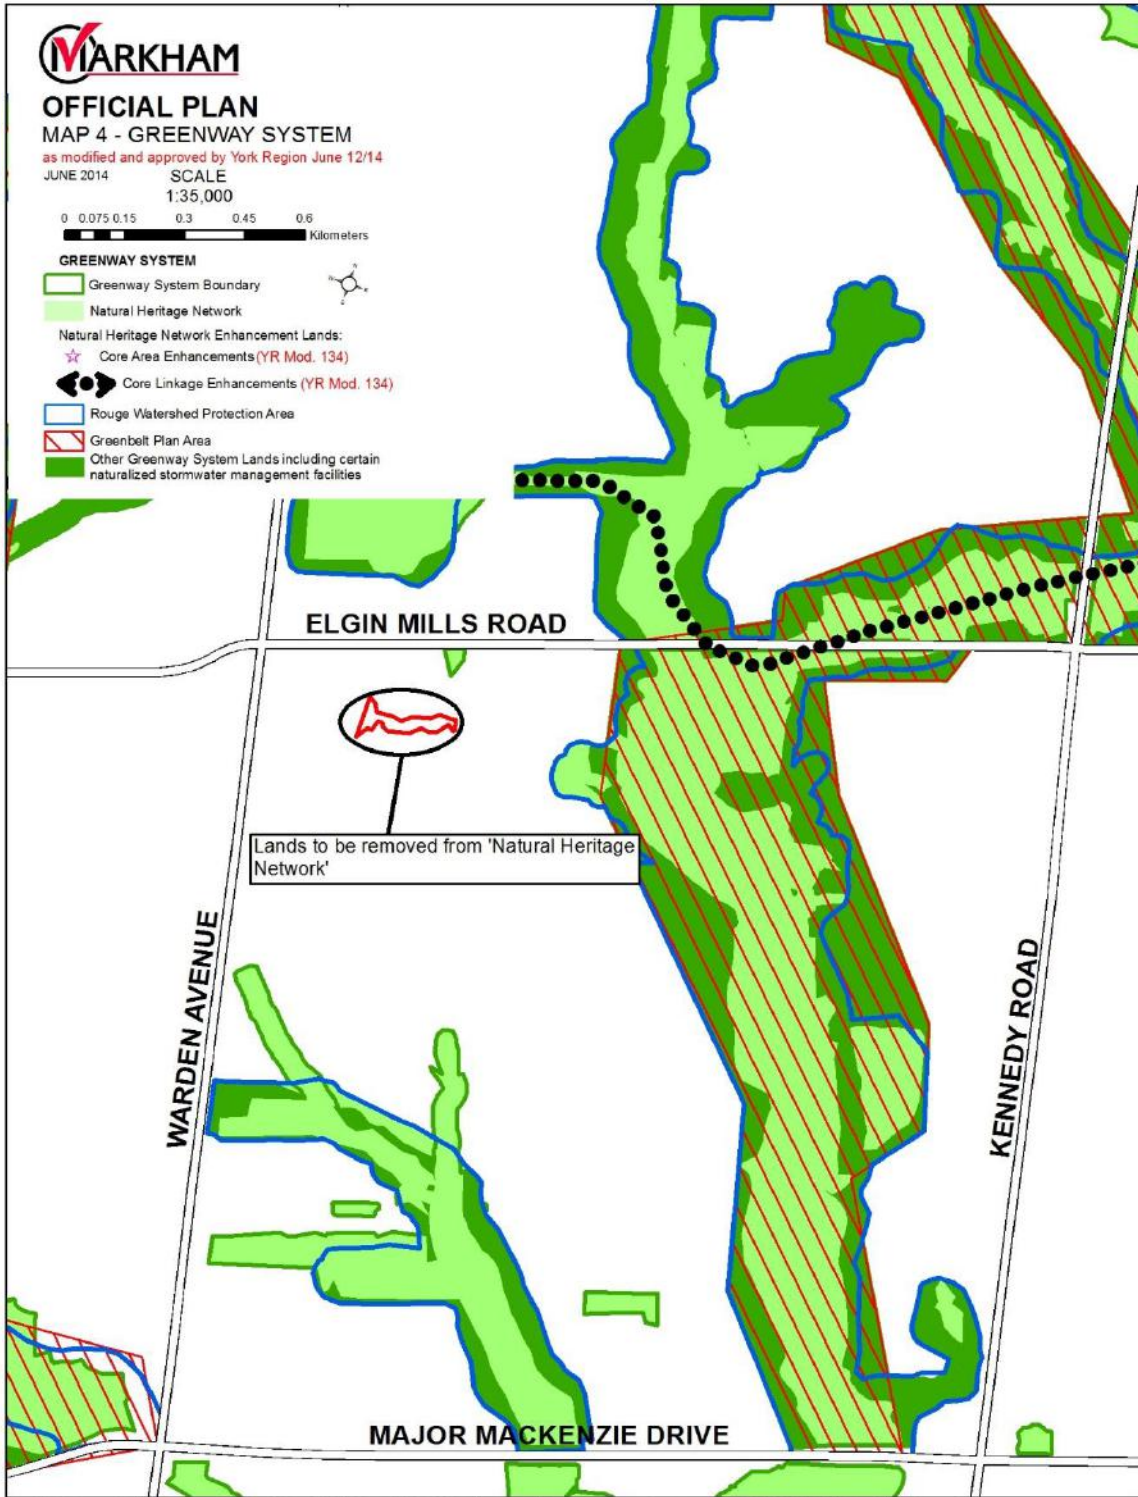 MARKHAM
OFFICIAL PLAN
MAP 4 - GREENWAY SYSTEM
as modified and approved by York Region June 12/14
JUNE 2014
SCALE
1:35,000
0 0.075 0.15 0.3 0.45 0.6
Kilometers
GREENWAY SYSTEM
Greenway System Boundary
Natural Heritage Network
Natural Heritage Network Enhancement Lands:
Core Area Enhancements (YR Mod. 134)
Core Linkage Enhancements (YR Mod. 134)
Rouge Watershed Protection Area
Greenbelt Plan Area
Other Greenway System Lands including certain
naturalized stormwater management facilities
ELGIN MILLS ROAD
Lands to be removed from 'Natural Heritage
Network'
WARDEN AVENUE
KENNEDY ROAD
MAJOR MACKENZIE DRIVE